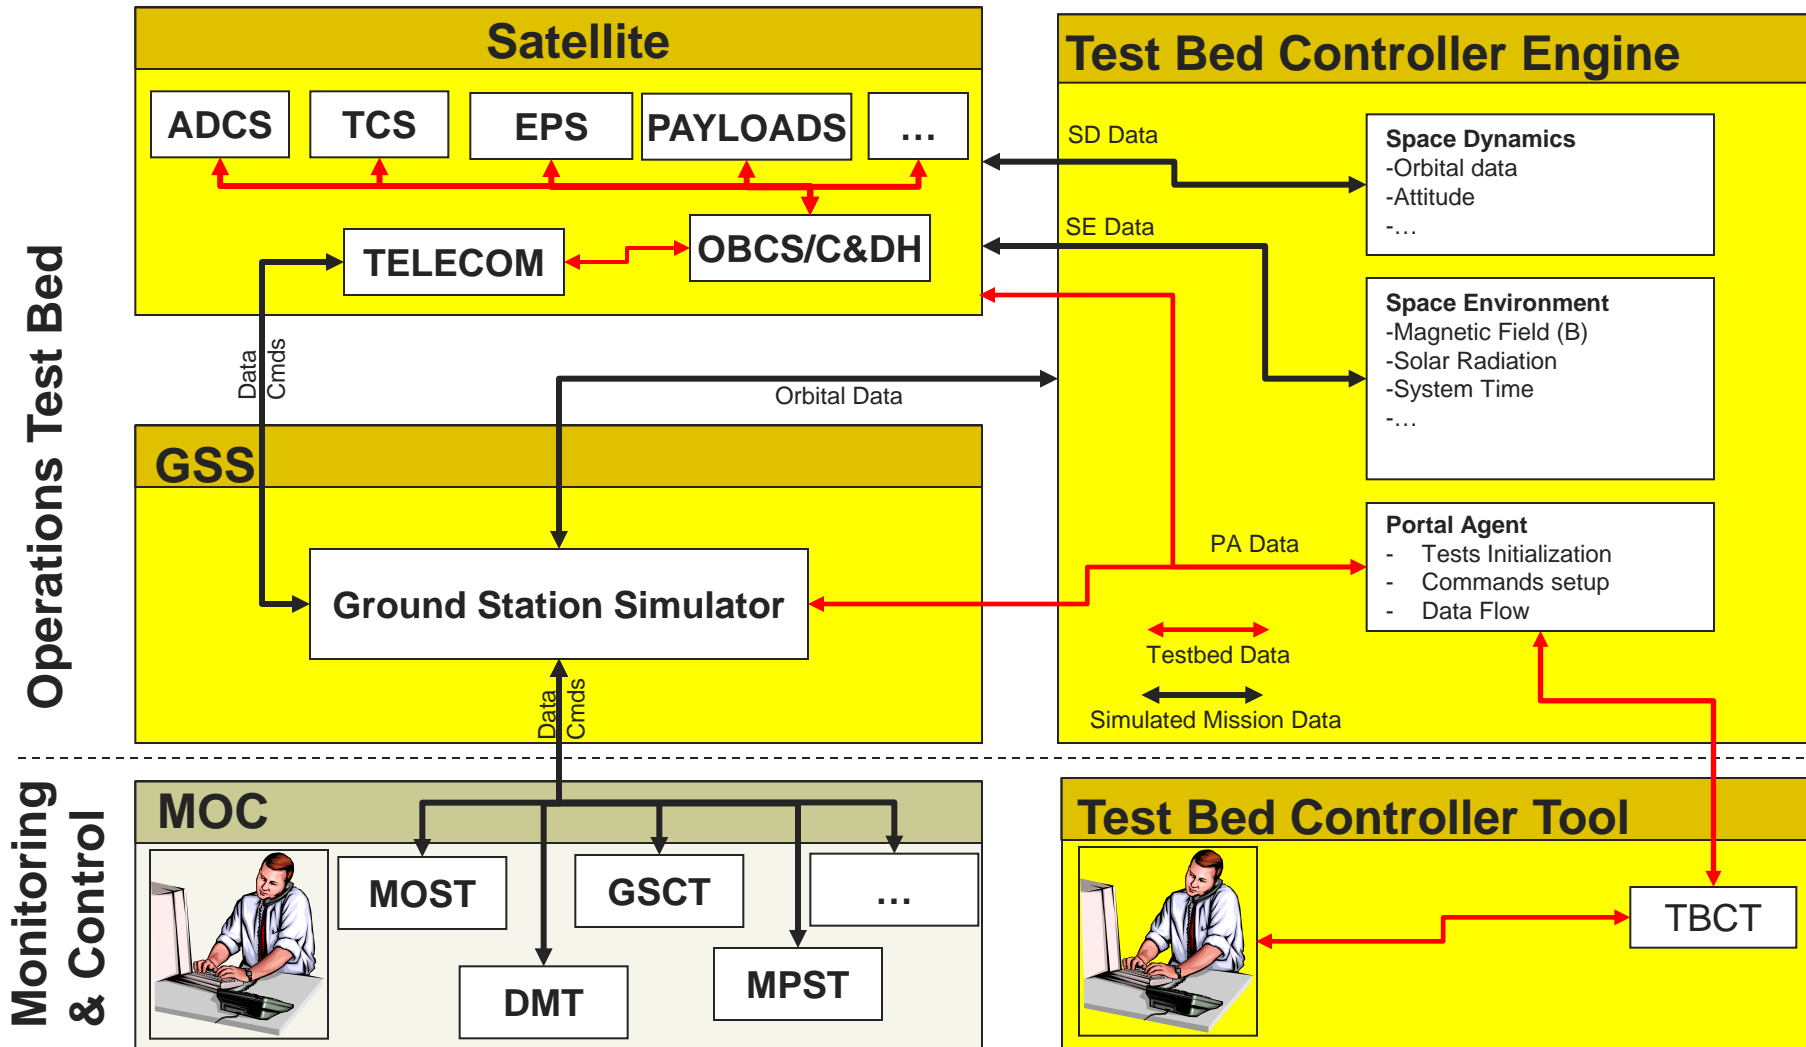 Operations Test Bed
Satellite
ADCS
TCS
EPS
PAYLOADS
...
TELECOM
OBCS/C&DH
Data
Cmds
Orbital Data
GSS
Ground Station Simulator
Data
Cmds
Test Bed Controller Engine
SD Data
SE Data
Space Dynamics
-Orbital data
-Attitude
-...
Space Environment
-Magnetic Field (B)
-Solar Radiation
-System Time
-...
PA Data
Portal Agent
- Tests Initialization
- Commands setup
- Data Flow
Testbed Data
Simulated Mission Data
Monitoring
& Control
MOC
MOST
GSCT
...
DMT
MPST
Test Bed Controller Tool
TBCT